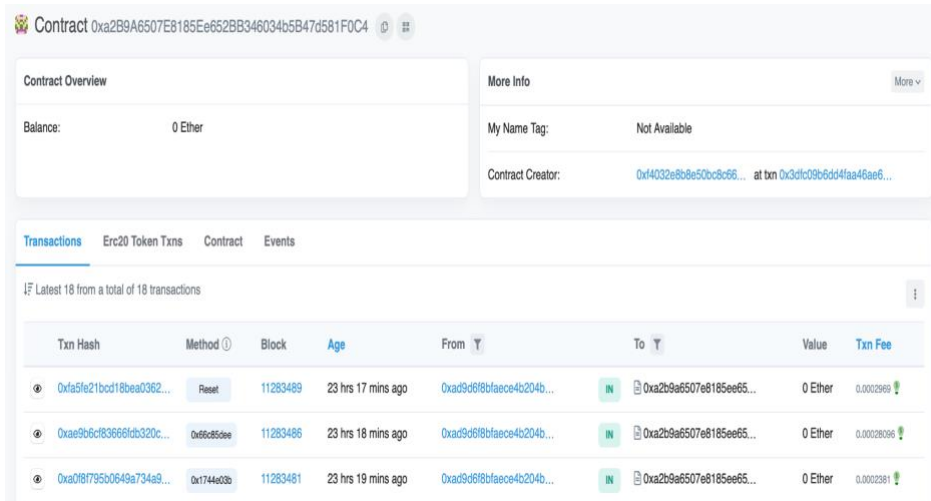 Contract 0xa2B9A6507E8185Ee652BB346034b5B47d581F0C4
Contract Overview
Balance: 0 Ether
More Info More
My Name Tag: Not Available
Contract Creator: 0xf4032e8b8e50bc8c66... at txn 0x3dfc09b6dd4faa46ae6...
Transactions Erc20 Token Txns Contract Events
Latest 18 from a total of 18 transactions
Txn Hash Method Block Age From To Value Txn Fee
0xfa5fe21bcd18bea0362... Reset 11283489 23 hrs 17 mins ago 0xad9d6f8bfaece4b204b... IN 0xa2b9a6507e8185ee65... 0 Ether 0.0002969
0xae9b6cf83666fdb320c... 0x66c85dee 11283486 23 hrs 18 mins ago 0xad9d6f8bfaece4b204b... IN 0xa2b9a6507e8185ee65... 0 Ether 0.00028096
0xa0f8f795b0649a734a9... 0x1744e03b 11283481 23 hrs 19 mins ago 0xad9d6f8bfaece4b204b... IN 0xa2b9a6507e8185ee65... 0 Ether 0.0002381